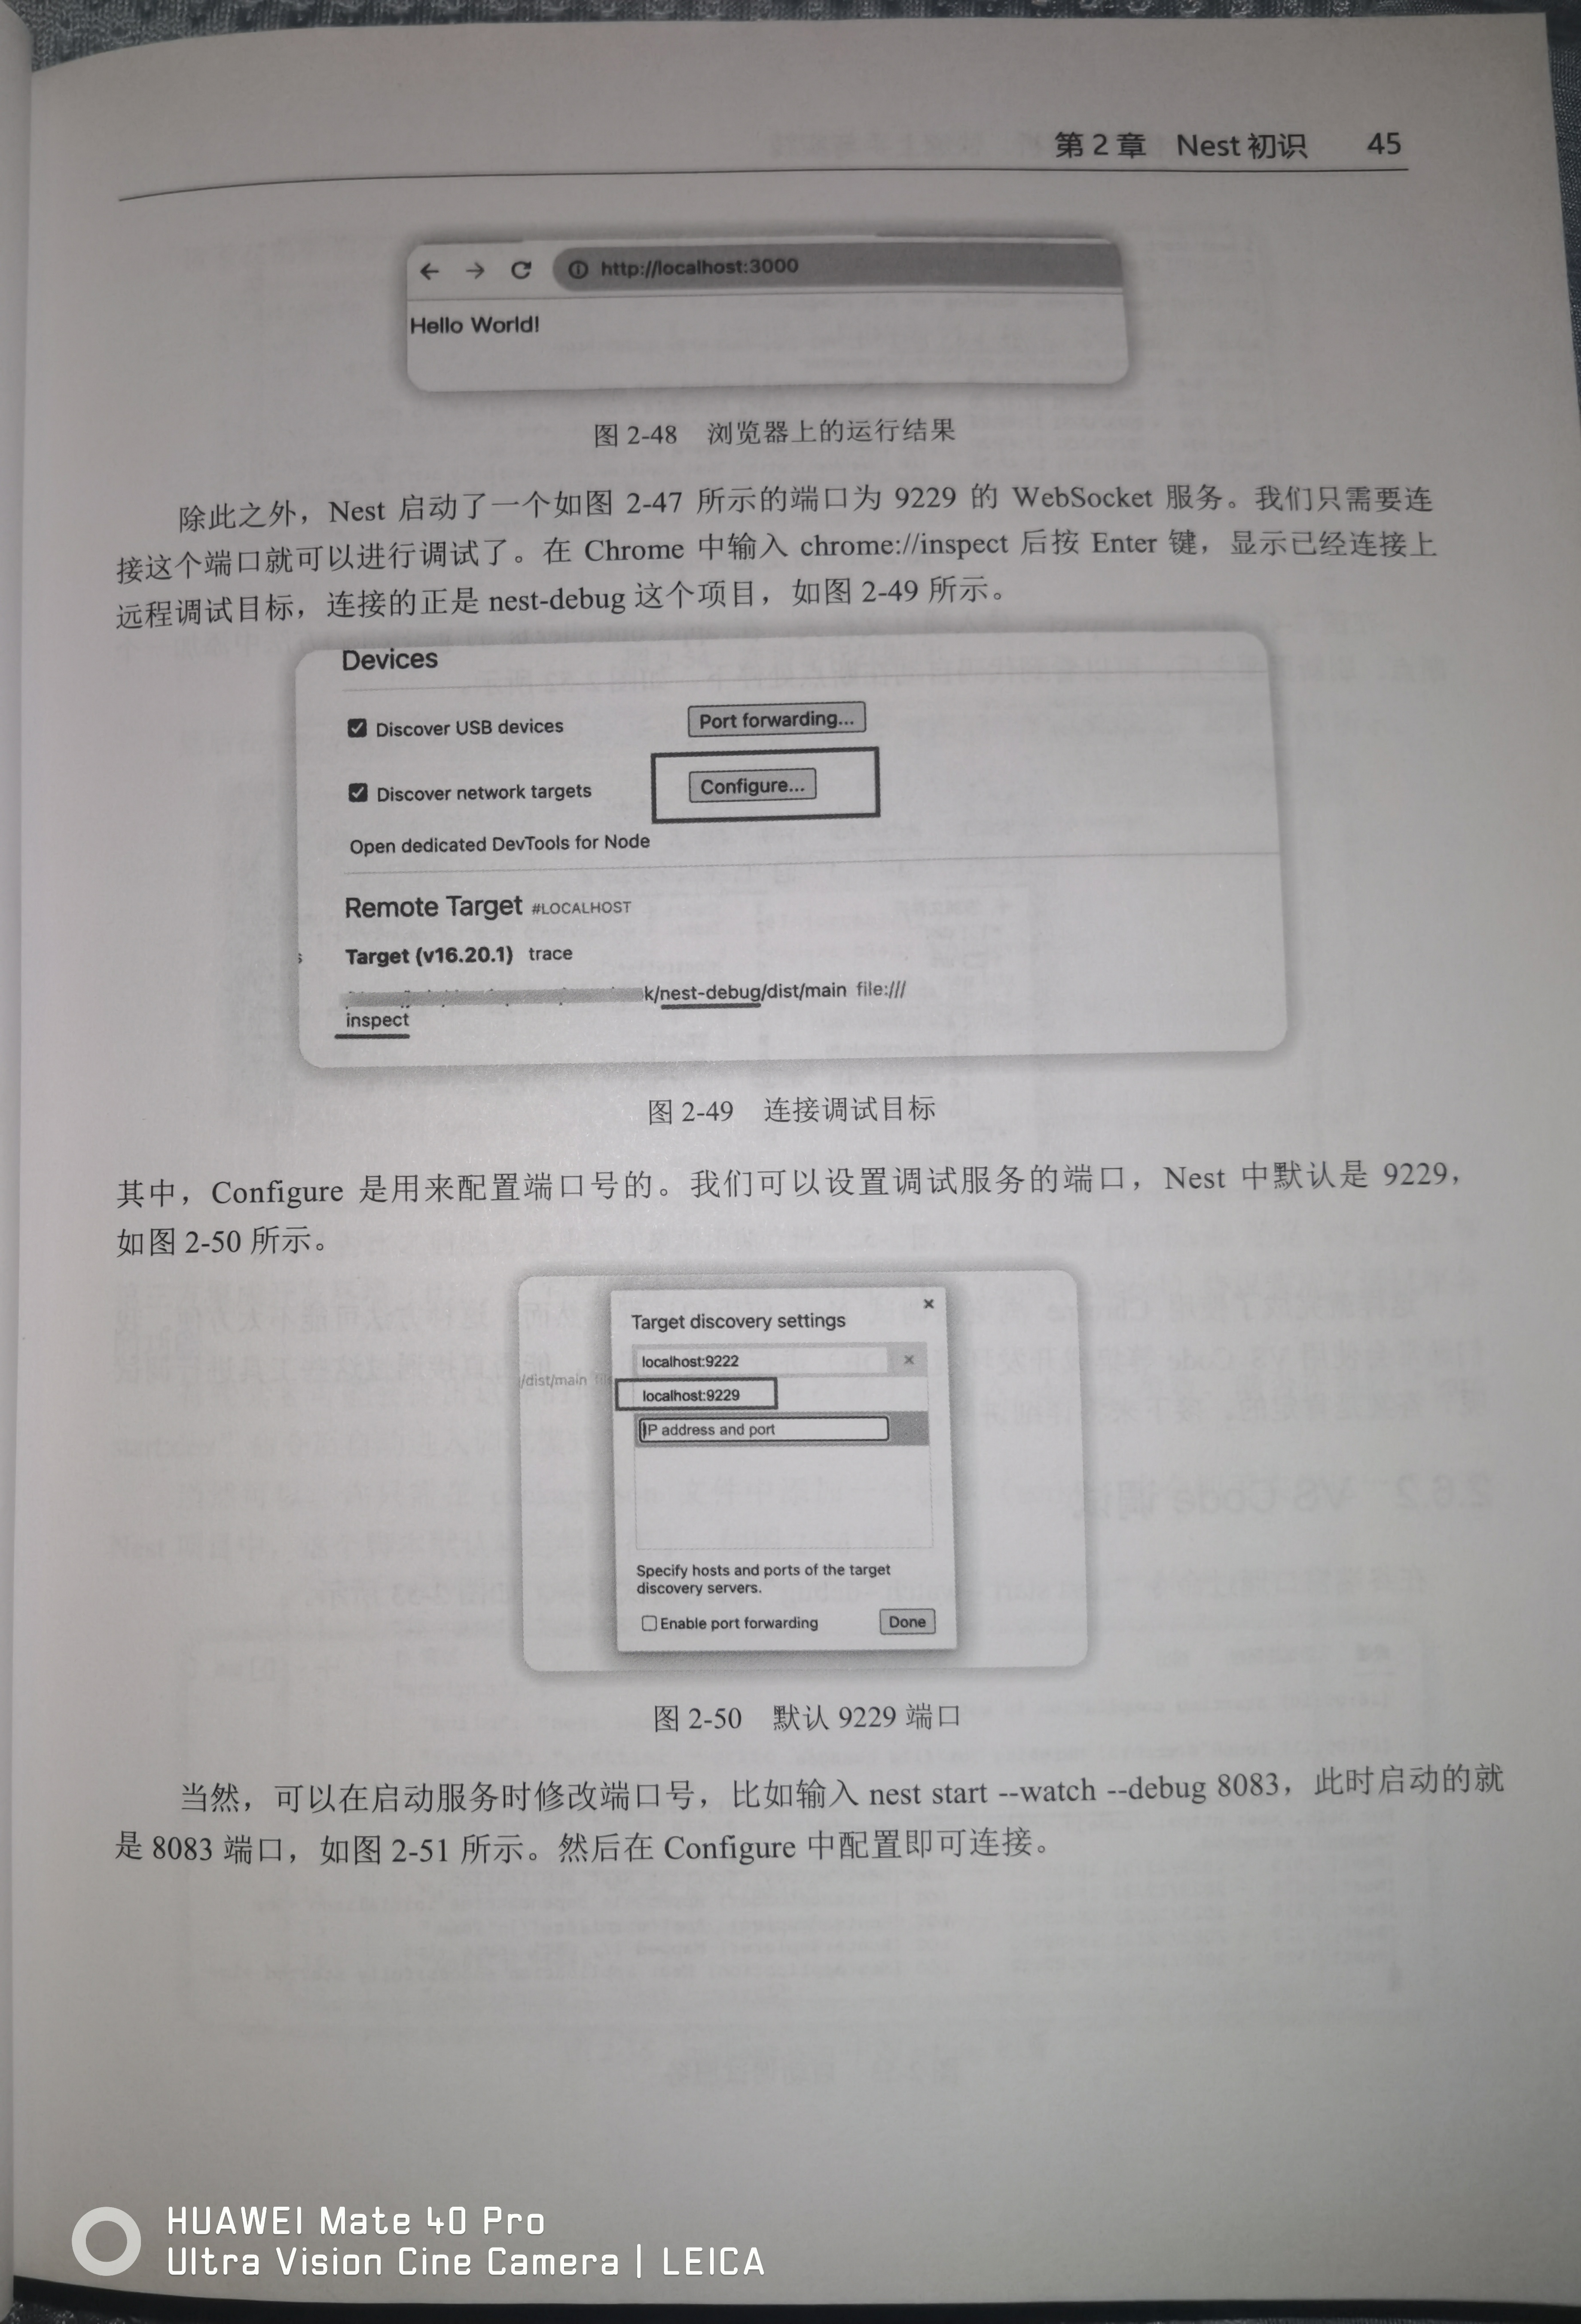 第 2 章 Nest 初识 45
http://localhost:3000
Hello World!
图 2-48 浏览器上的运行结果
除此之外，Nest 启动了一个如图 2-47 所示的端口为 9229 的 WebSocket 服务。我们只需要连
接这个端口就可以进行调试了。在 Chrome 中输入 chrome://inspect 后按 Enter 键，显示已经连接上
远程调试目标，连接的正是 nest-debug 这个项目，如图 2-49 所示。
Devices
Discover USB devices Port forwarding...
Discover network targets Configure...
Open dedicated DevTools for Node
Remote Target #LOCALHOST
Target (v16.20.1) trace
k/nest-debug/dist/main file:///
inspect
图 2-49 连接调试目标
其中，Configure 是用来配置端口号的。我们可以设置调试服务的端口，Nest 中默认是 9229，
如图 2-50 所示。
Target discovery settings ×
localhost:9222 ×
/dist/main
localhost:9229
IP address and port
Specify hosts and ports of the target
discovery servers.
Enable port forwarding Done
图 2-50 默认 9229 端口
当然，可以在启动服务时修改端口号，比如输入 nest start --watch --debug 8083，此时启动的就
是 8083 端口，如图 2-51 所示。然后在 Configure 中配置即可连接。
HUAWEI Mate 40 Pro
Ultra Vision Cine Camera | LEICA